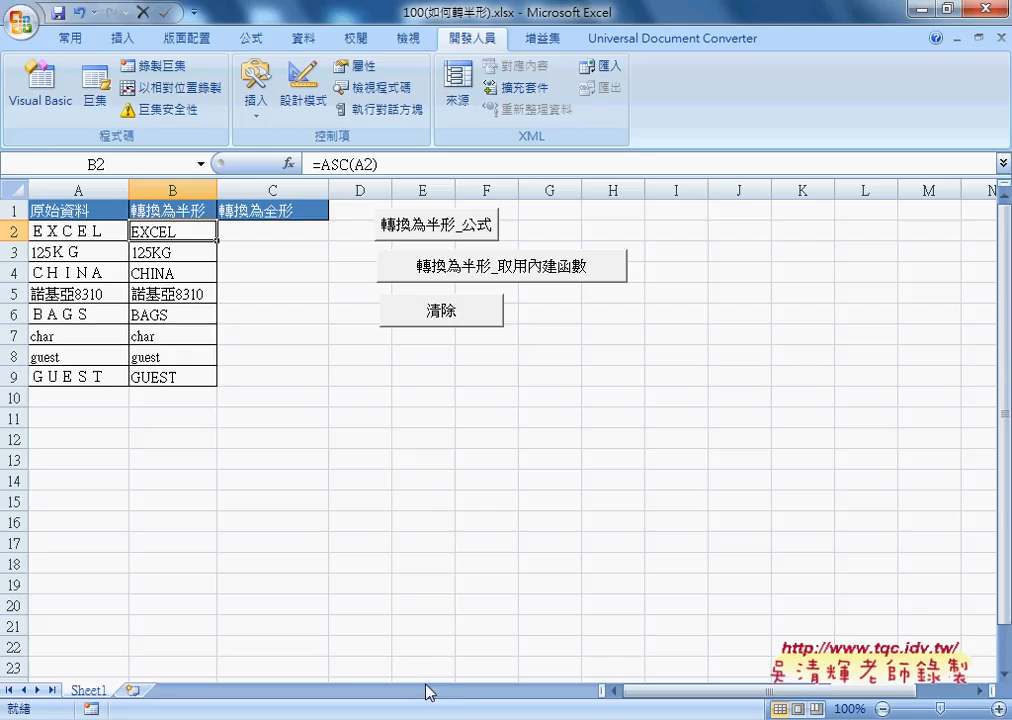 100(如何轉半形).xlsx - Microsoft Excel
常用 插入 版面配置 公式 資料 校閱 檢視 開發人員 增益集 Universal Document Converter
Visual Basic
巨集
錄製巨集
以相對位置錄製
巨集安全性
程式碼
插入
設計模式
屬性
檢視程式碼
執行對話方塊
控制項
來源
對應內容
擴充套件
重新整理資料
匯入
匯出
XML
B2 fx =ASC(A2)
A B C D E F G H I J K L M N
1 原始資料 轉換為半形 轉換為全形
2 ＥＸＣＥＬ EXCEL
3 125ＫＧ 125KG
4 ＣＨＩＮＡ CHINA
5 諾基亞8310 諾基亞8310
6 ＢＡＧＳ BAGS
7 char char
8 guest guest
9 ＧＵＥＳＴ GUEST
10
11
12
13
14
15
16
17
18
19
20
21
22
23
轉換為半形_公式
轉換為半形_取用內建函數
清除
http://www.tqc.idv.tw/
吳清輝老師錄製
Sheet1
就緒
100%